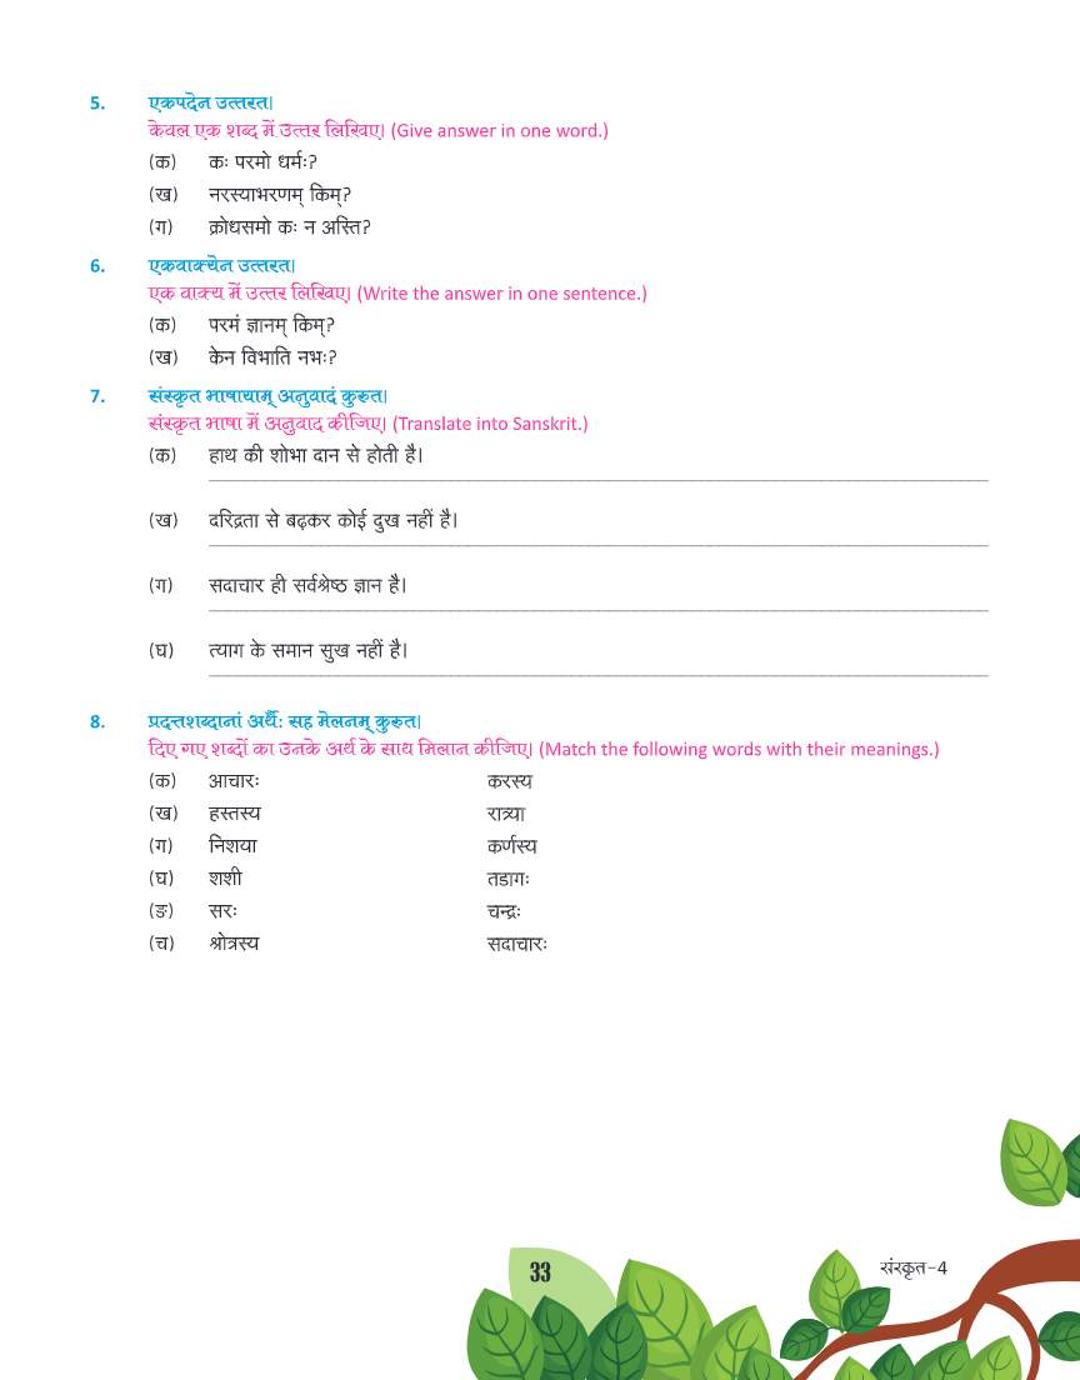 5. एकपदेन उत्तरत।
केवल एक शब्द में उत्तर लिखिए। (Give answer in one word.)
(क) कः परमो धर्मः?
(ख) नरस्याभरणम् किम्?
(ग) क्रोधसमो कः न अस्ति?
6. एकवाक्येन उत्तरत।
एक वाक्य में उत्तर लिखिए। (Write the answer in one sentence.)
(क) परमं ज्ञानम् किम्?
(ख) केन विभाति नभः?
7. संस्कृत भाषायाम् अनुवादं कुरुत।
संस्कृत भाषा में अनुवाद कीजिए। (Translate into Sanskrit.)
(क) हाथ की शोभा दान से होती है।
(ख) दरिद्रता से बढ़कर कोई दुख नहीं है।
(ग) सदाचार ही सर्वश्रेष्ठ ज्ञान है।
(घ) त्याग के समान सुख नहीं है।
8. प्रदत्तशब्दानां अर्थैः सह मेलनम् कुरुत।
दिए गए शब्दों का उनके अर्थ के साथ मिलान कीजिए। (Match the following words with their meanings.)
(क) आचारः करस्य
(ख) हस्तस्य रात्र्या
(ग) निशया कर्णस्य
(घ) शशी तडागः
(ङ) सरः चन्द्रः
(च) श्रोत्रस्य सदाचारः
33
संस्कृत-4